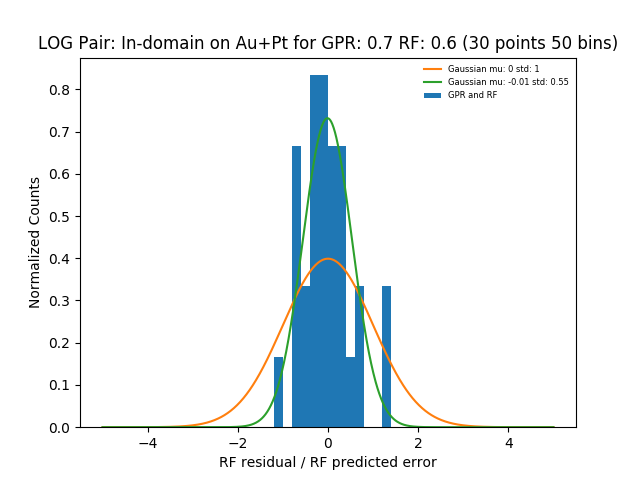 LOG Pair: In-domain on Au+Pt for GPR: 0.7 RF: 0.6 (30 points 50 bins)
Gaussian mu: 0 std: 1
Gaussian mu: -0.01 std: 0.55
GPR and RF
Normalized Counts
0.8
0.7
0.6
0.5
0.4
0.3
0.2
0.1
0.0
−4
−2
0
2
4
RF residual / RF predicted error